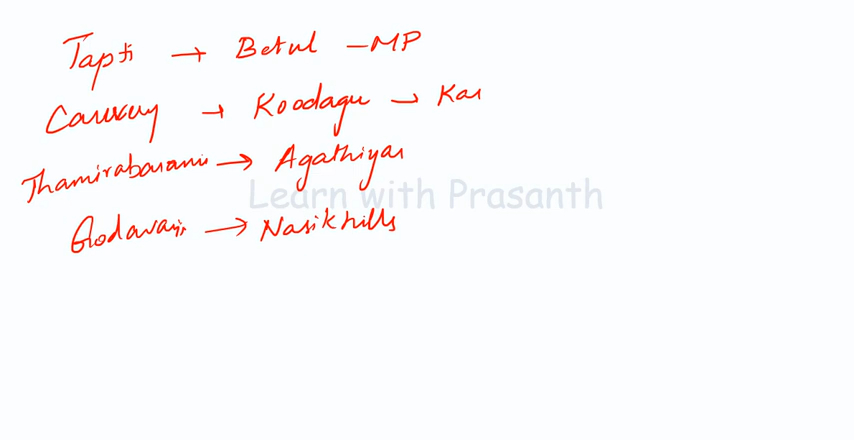 Tapti → Betul - MP
Cauvery → Koodagu → Kar
Thamirabarani → Agathiyar
Learn with Prasanth
Godavari → Nasik hills